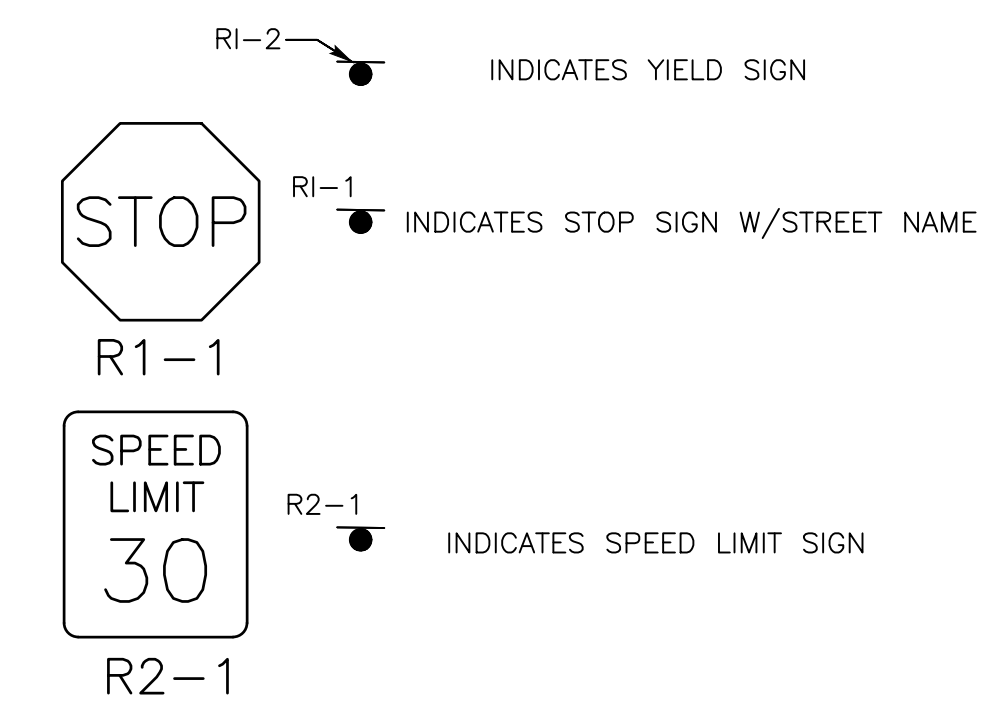 RI-2
INDICATES YIELD SIGN
STOP
RI-1
INDICATES STOP SIGN W/STREET NAME
R1-1
SPEED
LIMIT
30
R2-1
INDICATES SPEED LIMIT SIGN
R2-1